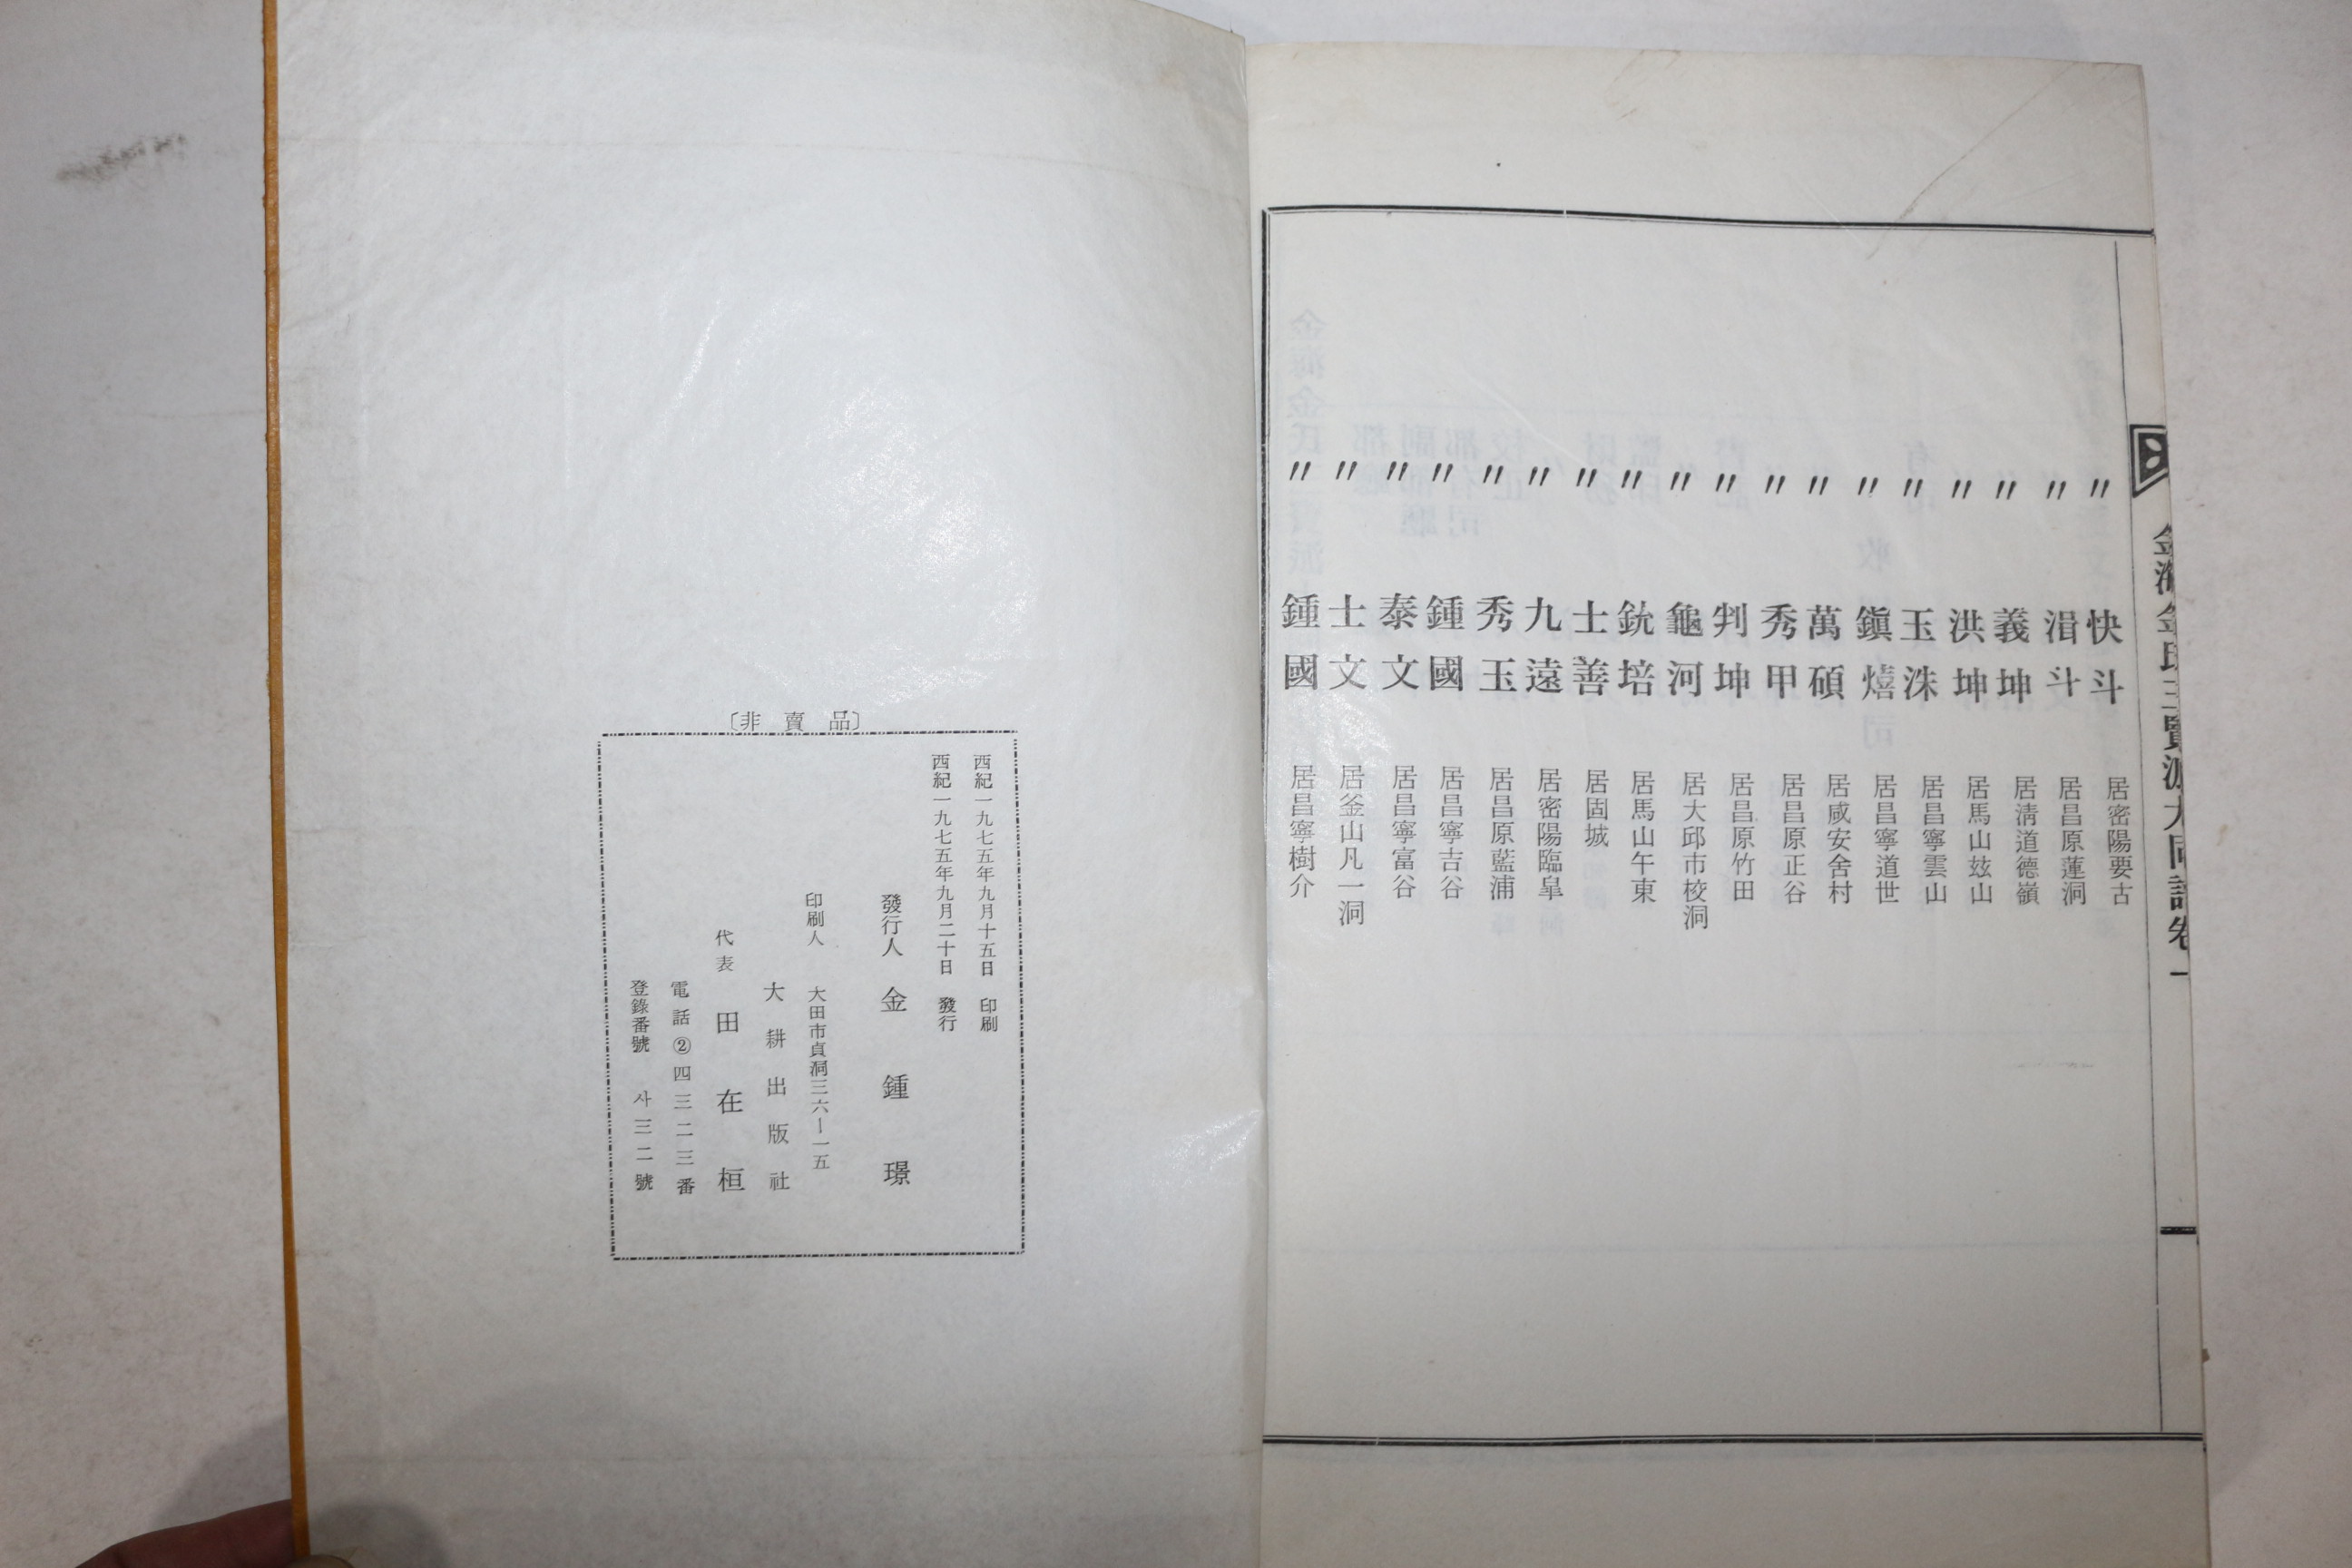 金海金氏三賢派大同譜卷一
〃 快斗 居密陽要古
〃 湒斗 居昌原蓮洞
〃 義坤 居淸道德嶺
〃 洪坤 居馬山玆山
〃 玉洙 居昌寧雲山
〃 鎭熺 居昌寧道世
〃 萬碩 居咸安舍村
〃 秀甲 居昌原正谷
〃 判坤 居昌原竹田
〃 龜河 居大邱市校洞
〃 銃培 居馬山午東
〃 士善 居固城
〃 九遠 居密陽臨皐
〃 秀玉 居昌原藍浦
〃 鍾國 居昌寧吉谷
〃 泰文 居昌寧富谷
〃 士文 居釜山凡一洞
〃 鍾國 居昌寧樹介
〔非賣品〕
西紀一九七五年九月十五日 印刷
西紀一九七五年九月二十日 發行
發行人 金鍾璟
印刷人 大田市貞洞三六ー一五
大耕出版社
代表 田在桓
電話②四三二三番
登錄番號 사三二號